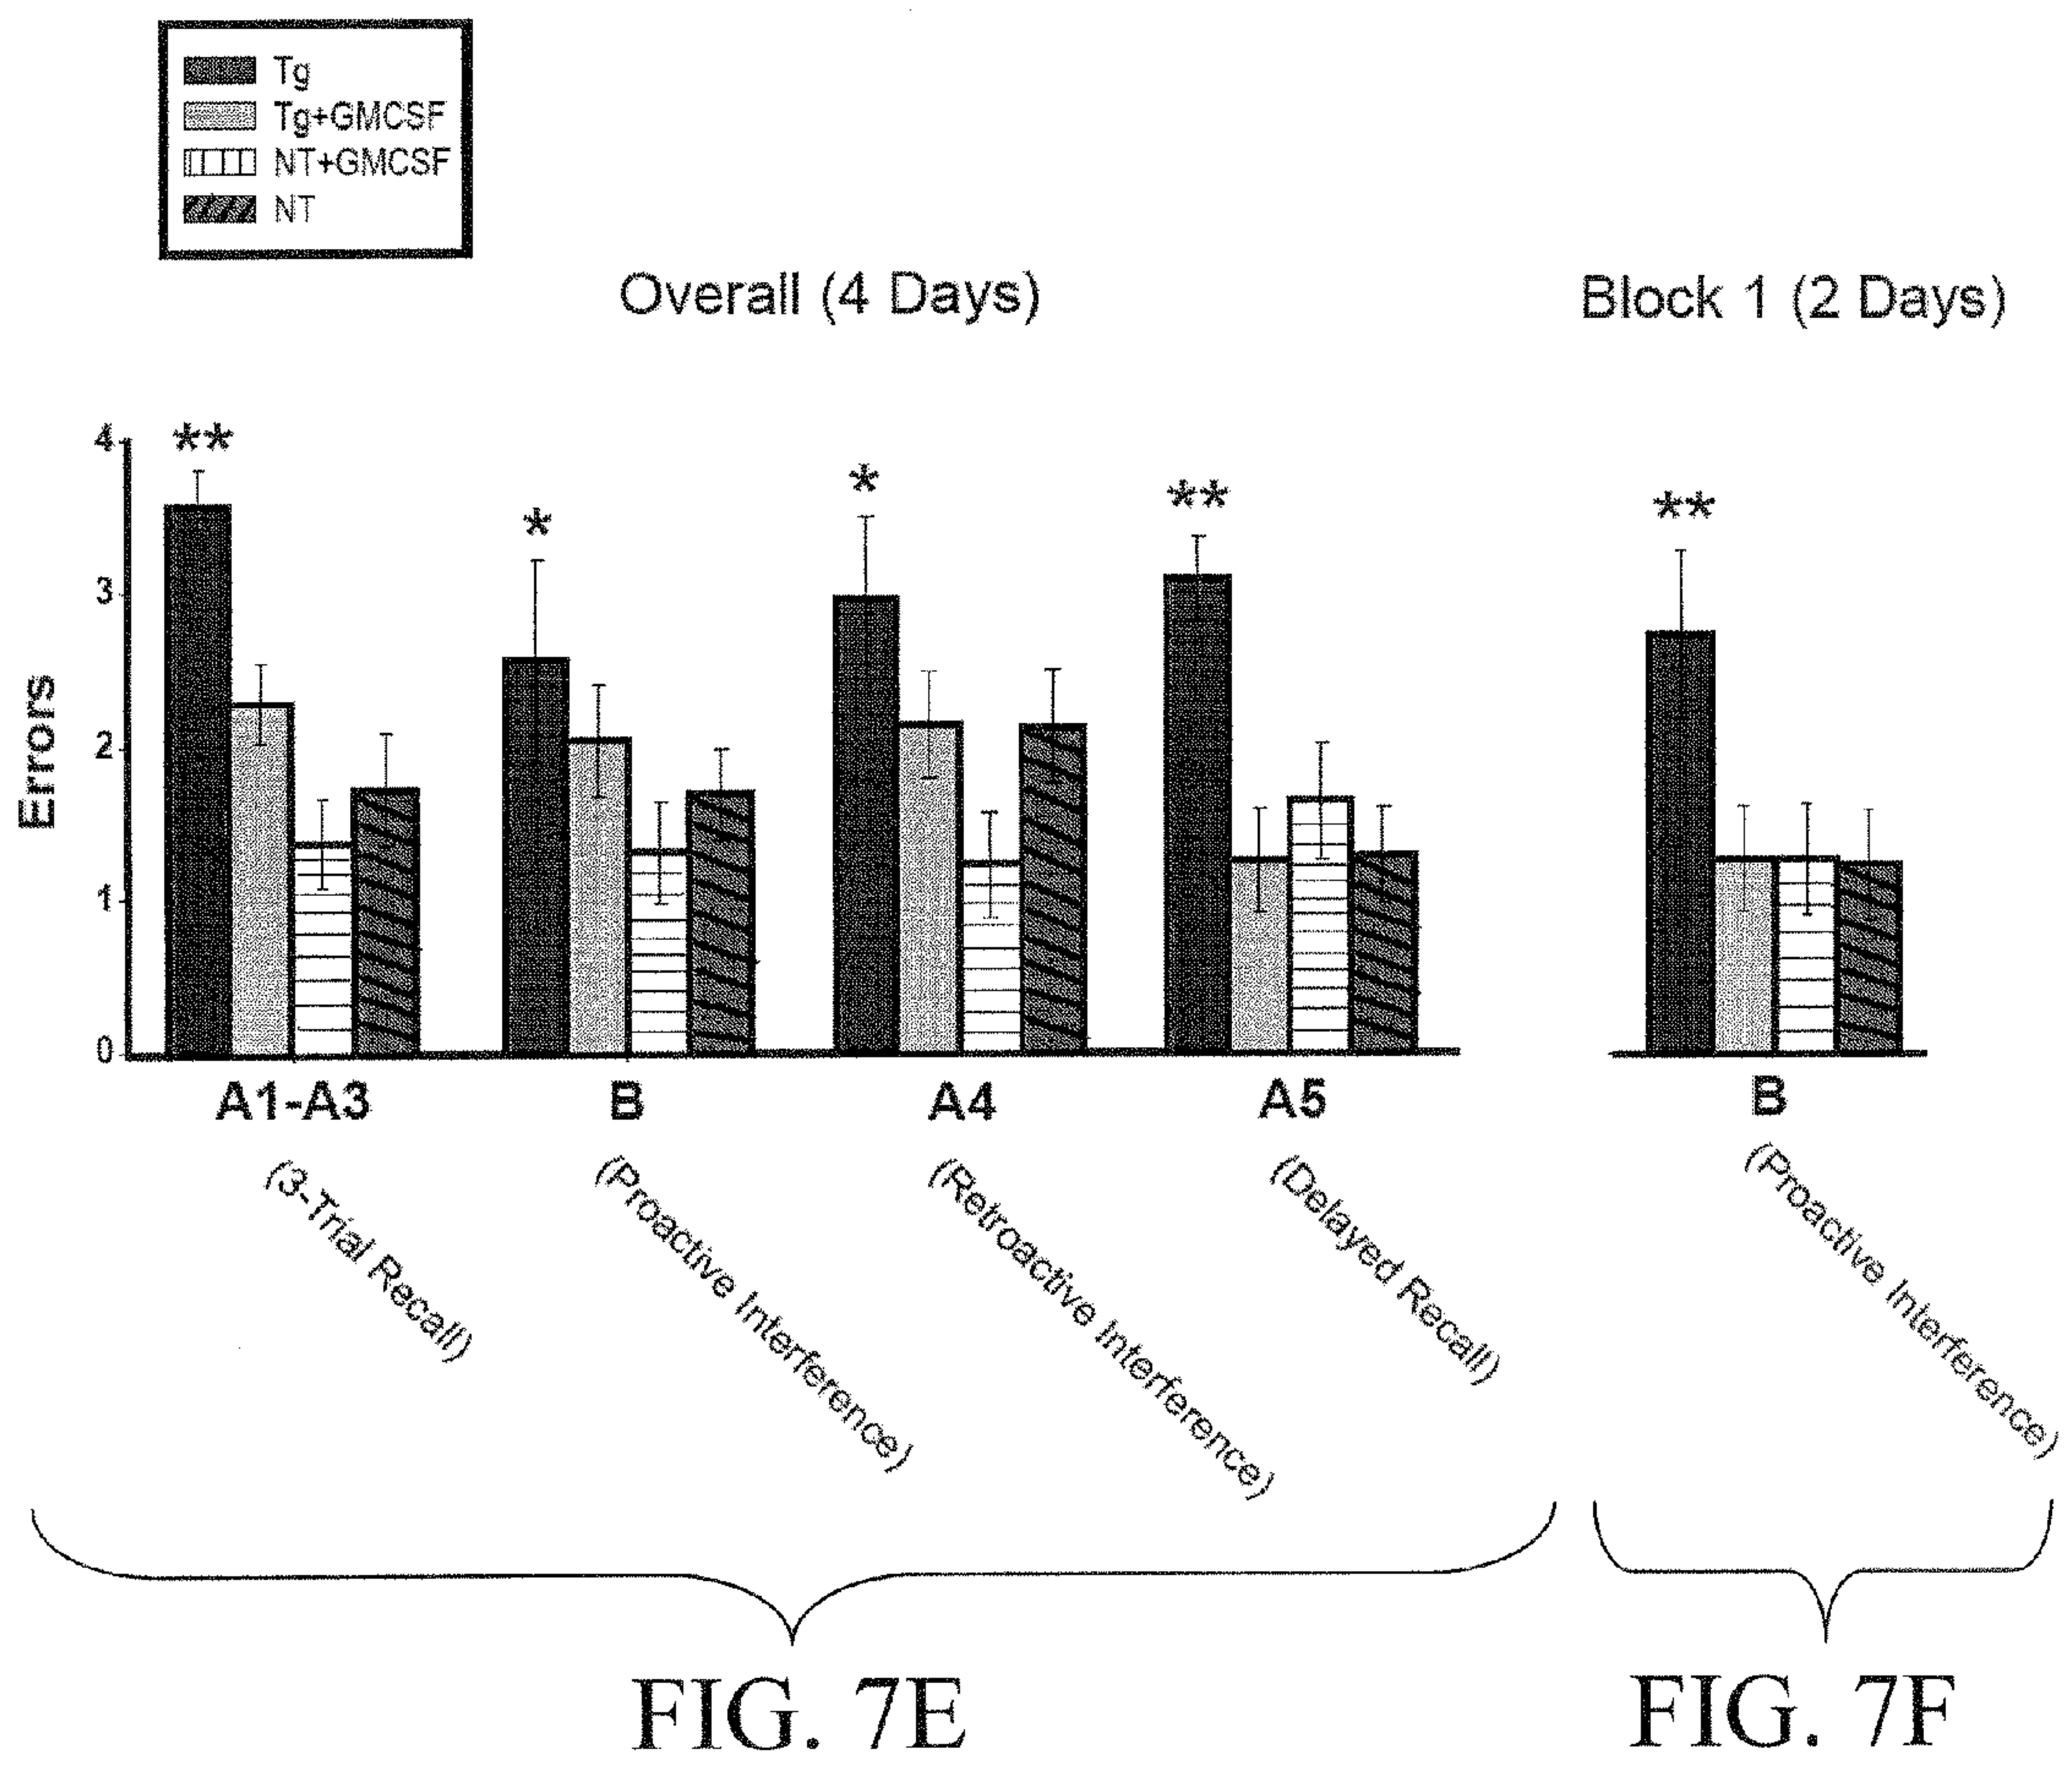 Tg
Tg+GMCSF
NT+GMCSF
NT
Overall (4 Days)
Block 1 (2 Days)
Errors
4
3
2
1
0
**
*
*
**
**
A1-A3
B
A4
A5
B
(3-Trial Recall)
(Proactive Interference)
(Retroactive Interference)
(Delayed Recall)
(Proactive Interference)
FIG. 7E
FIG. 7F